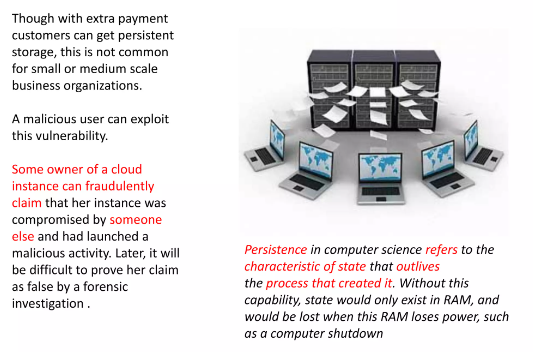 Though with extra payment
customers can get persistent
storage, this is not common
for small or medium scale
business organizations.
A malicious user can exploit
this vulnerability.
Some owner of a cloud
instance can fraudulently
claim that her instance was
compromised by someone
else and had launched a
malicious activity. Later, it will
be difficult to prove her claim
as false by a forensic
investigation .
Persistence in computer science refers to the
characteristic of state that outlives
the process that created it. Without this
capability, state would only exist in RAM, and
would be lost when this RAM loses power, such
as a computer shutdown